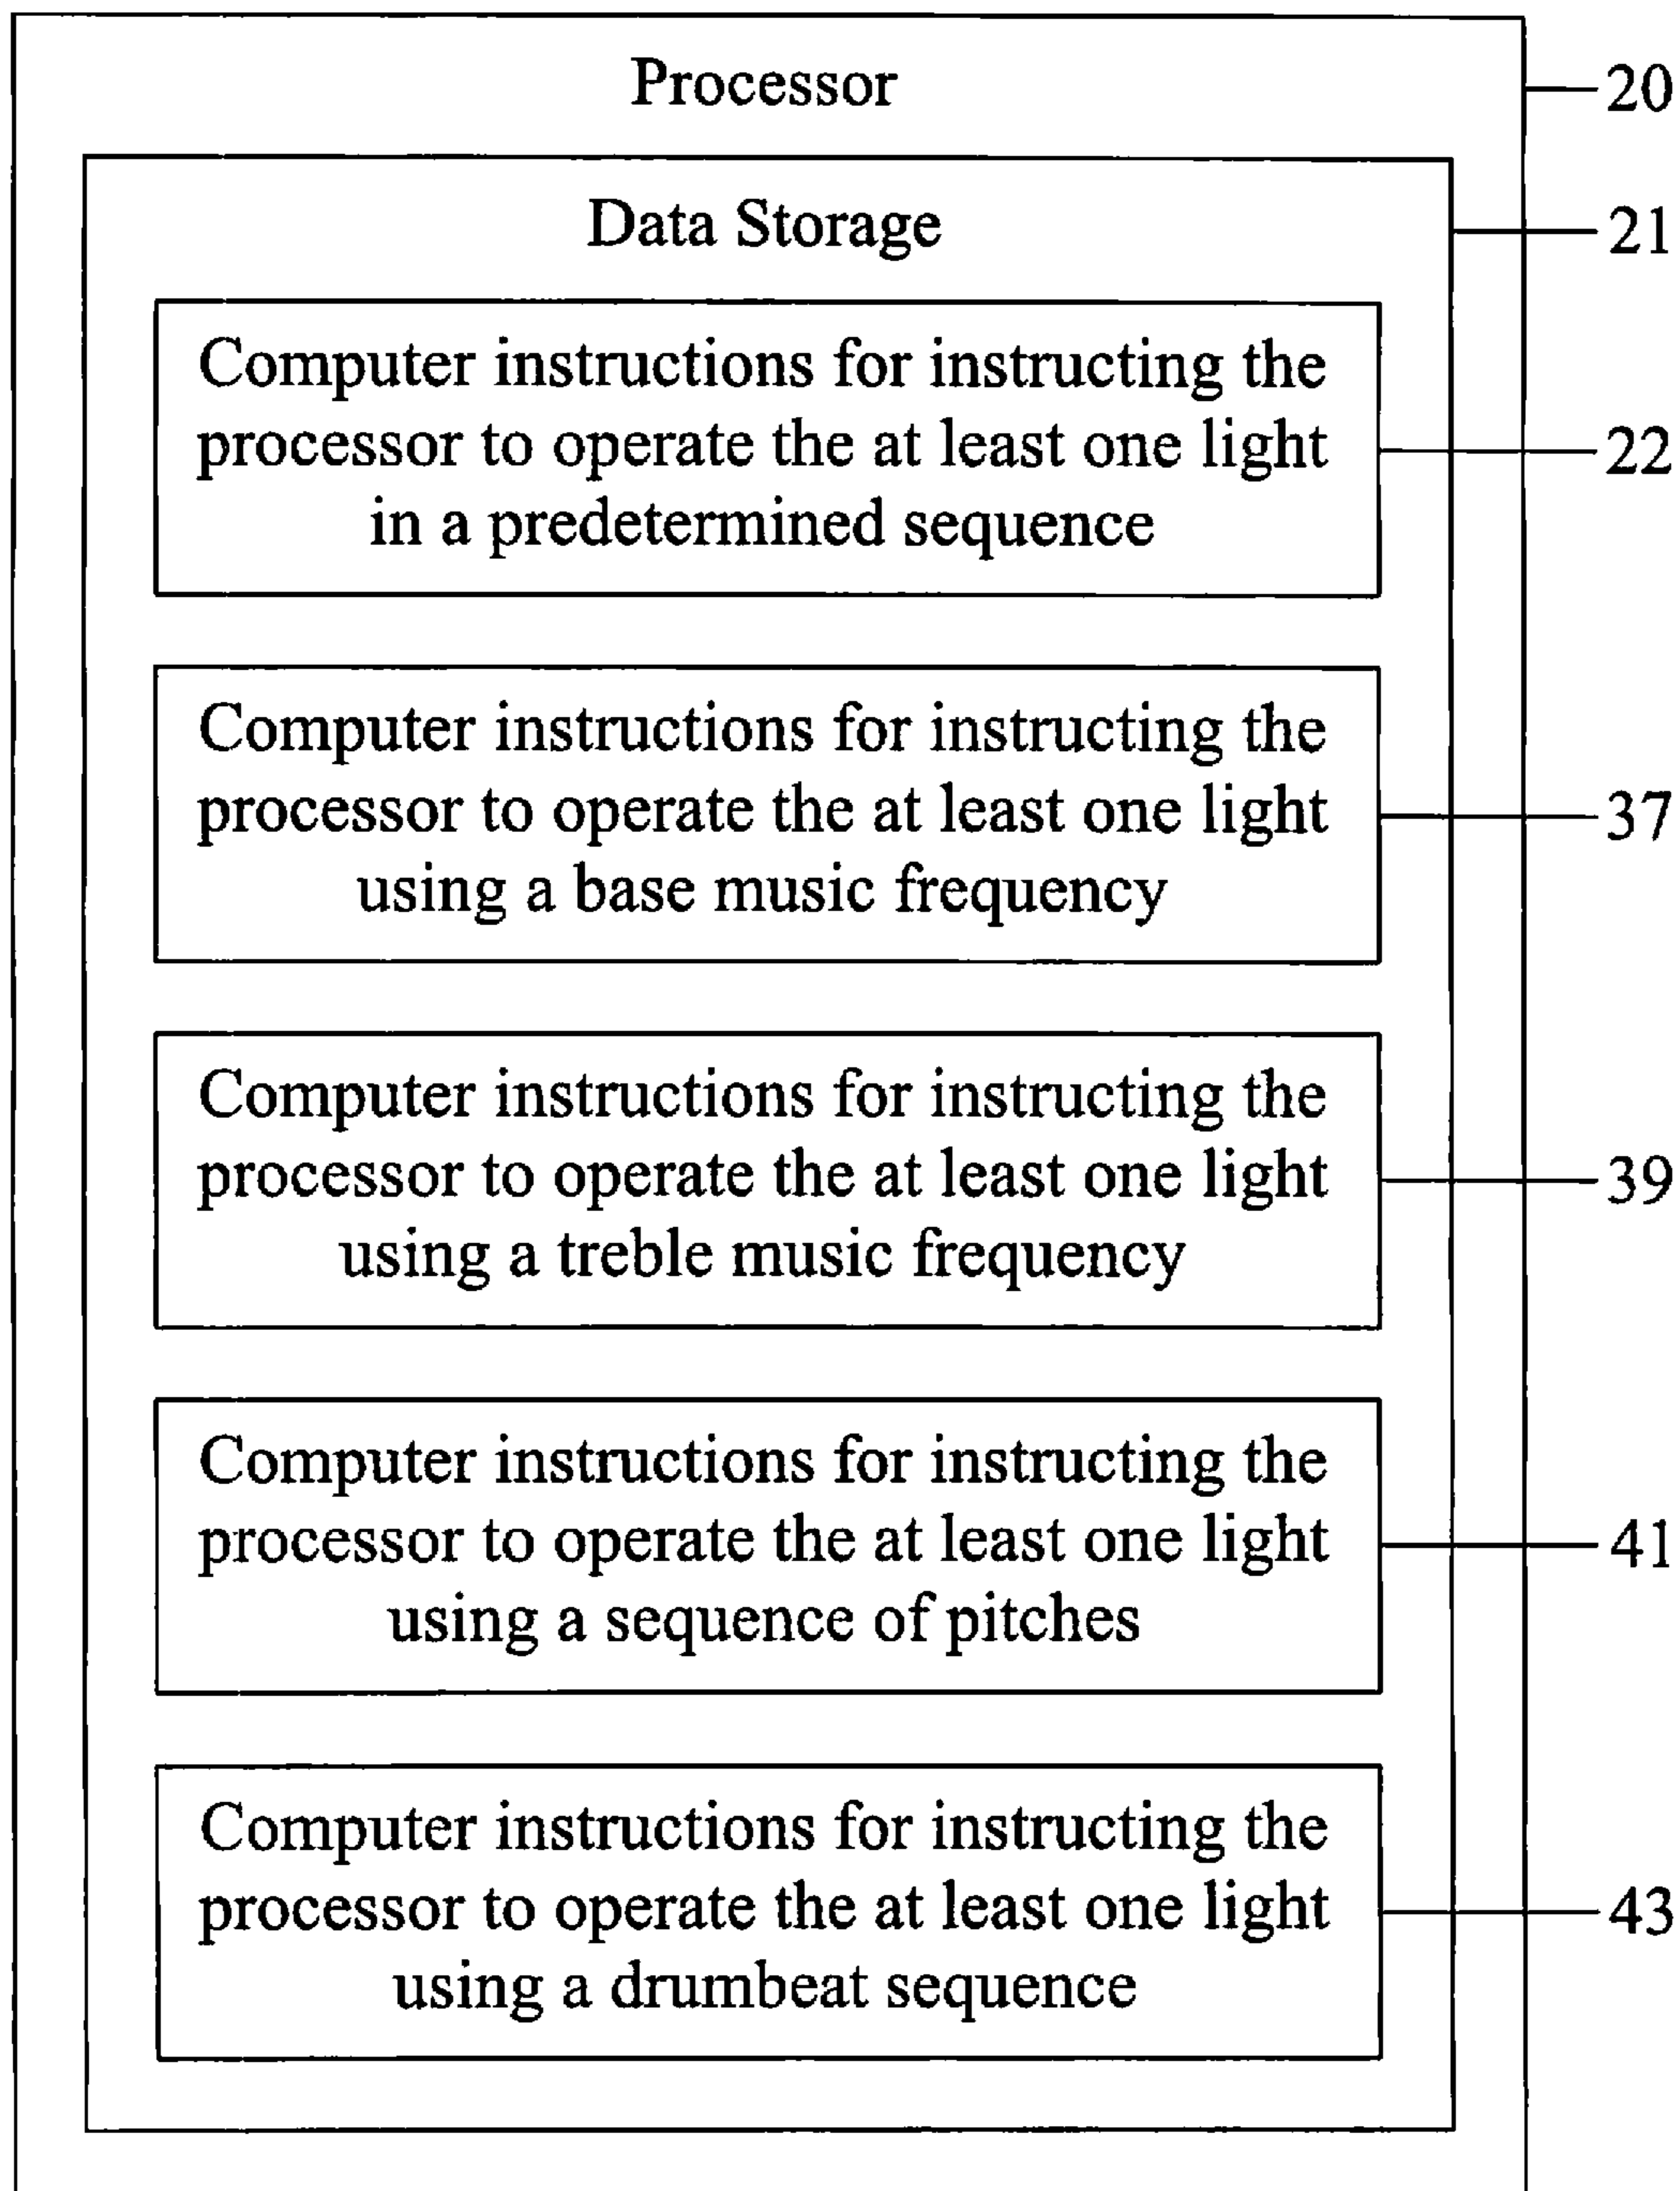 Processor
20
Data Storage
21
Computer instructions for instructing the
processor to operate the at least one light
in a predetermined sequence
22
Computer instructions for instructing the
processor to operate the at least one light
using a base music frequency
37
Computer instructions for instructing the
processor to operate the at least one light
using a treble music frequency
39
Computer instructions for instructing the
processor to operate the at least one light
using a sequence of pitches
41
Computer instructions for instructing the
processor to operate the at least one light
using a drumbeat sequence
43